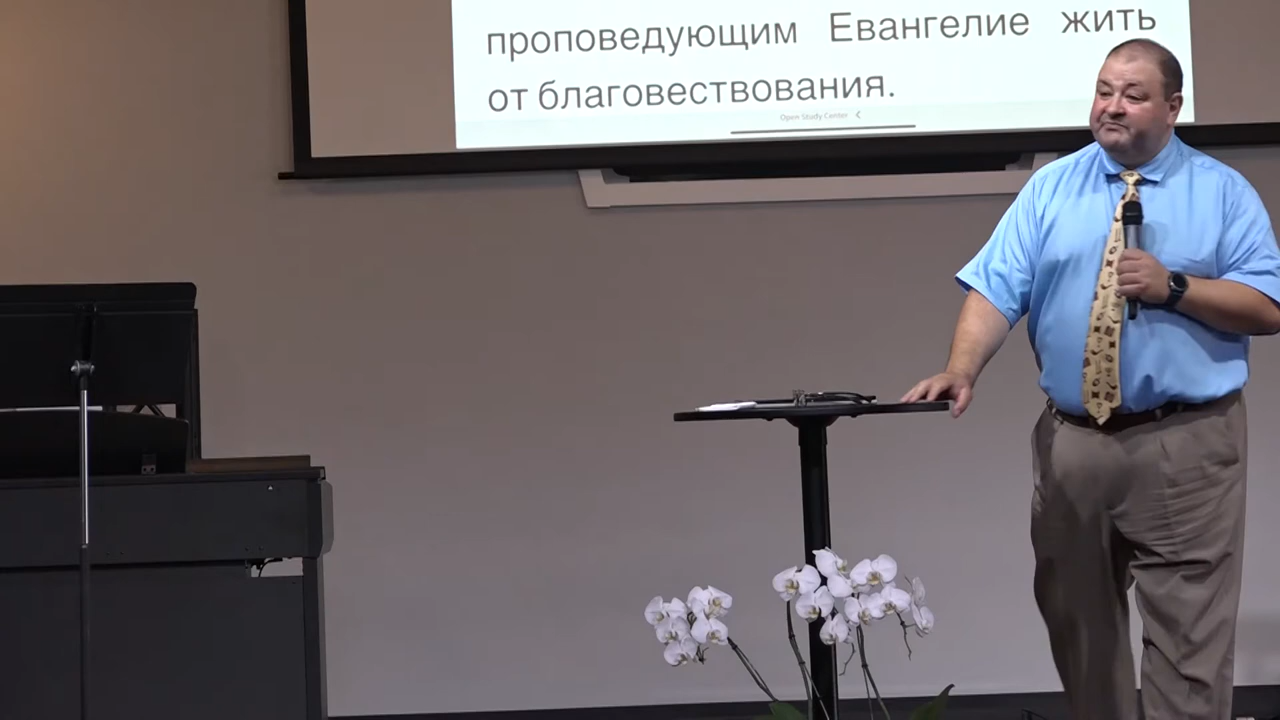 проповедующим Евангелие жить
от благовествования.
Open Study Center <